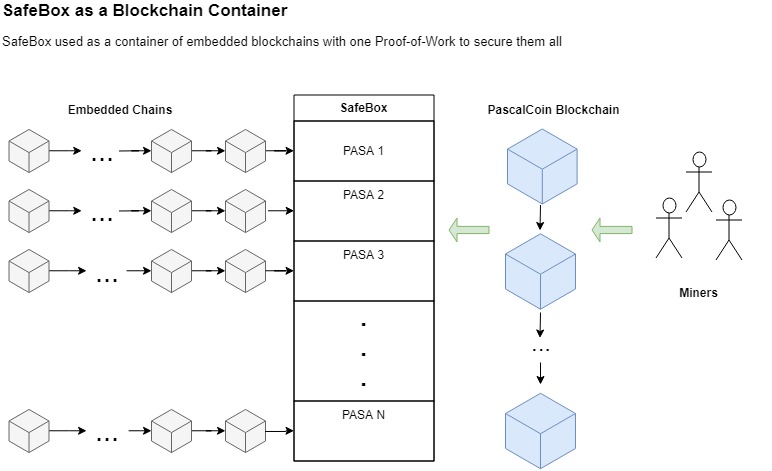 SafeBox as a Blockchain Container
SafeBox used as a container of embedded blockchains with one Proof-of-Work to secure them all
Embedded Chains
SafeBox
PascalCoin Blockchain
...
PASA 1
...
PASA 2
...
PASA 3
.
.
.
...
PASA N
...
Miners